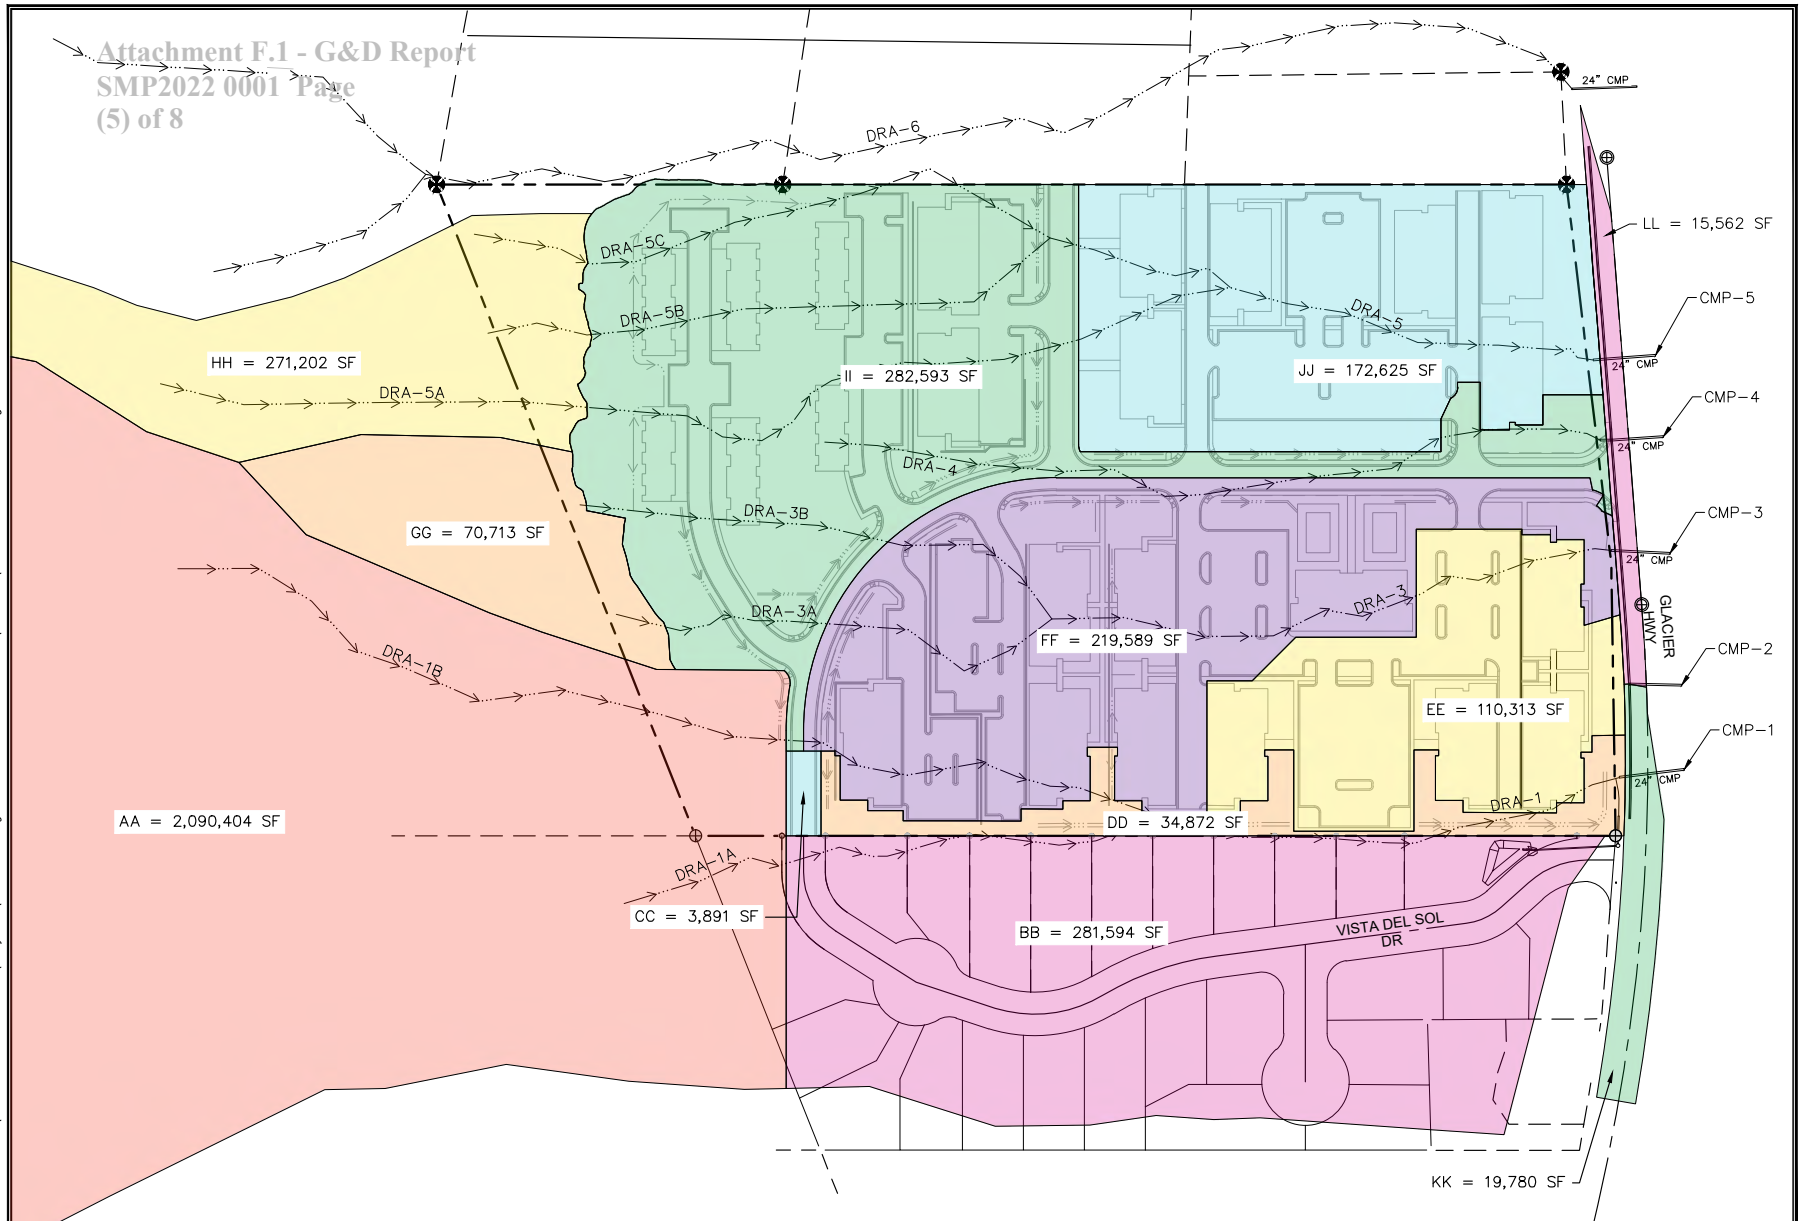 Attachment F.1 - G&D Report
SMP2022 0001 Page
(5) of 8
24" CMP
DRA-6
LL = 15,562 SF
DRA-5C
CMP-5
DRA-5B
DRA-5
HH = 271,202 SF
24" CMP
II = 282,593 SF
JJ = 172,625 SF
DRA-5A
CMP-4
24" CMP
DRA-4
DRA-3B
CMP-3
GG = 70,713 SF
24" CMP
DRA-3A
DRA-3
GLACIER
HWY
FF = 219,589 SF
DRA-1B
CMP-2
EE = 110,313 SF
CMP-1
24" CMP
DRA-1
AA = 2,090,404 SF
DD = 34,872 SF
DRA-1A
CC = 3,891 SF
BB = 281,594 SF
VISTA DEL SOL
DR
KK = 19,780 SF